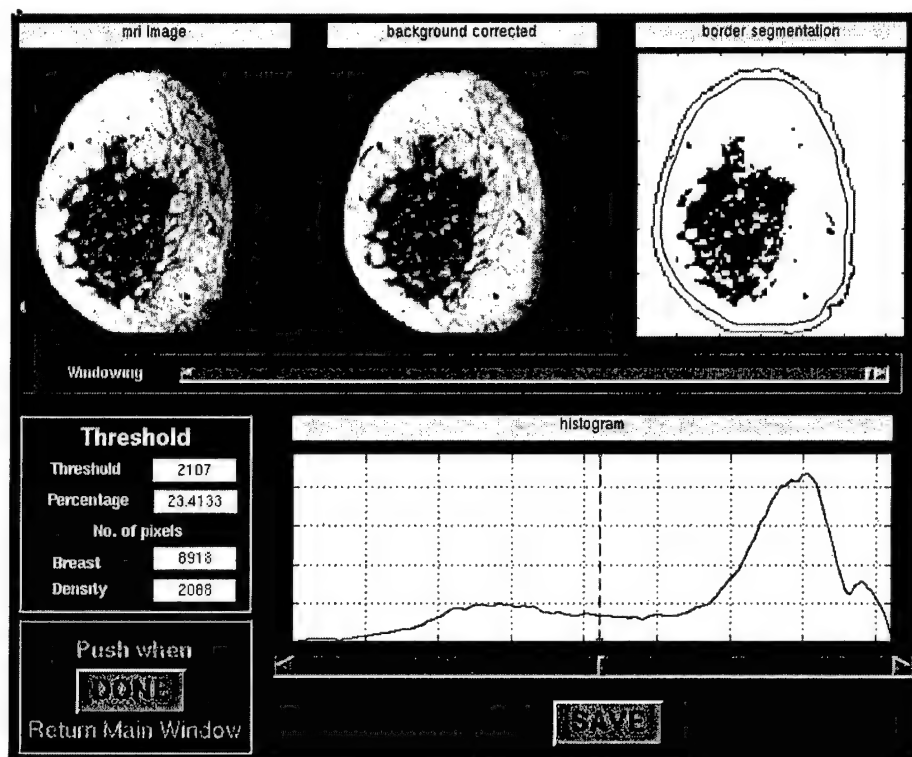 mri image
background corrected
border segmentation
Windowing
Threshold
Threshold 2107
Percentage 23.4133
No. of pixels
Breast 8918
Density 2088
histogram
Push when
DONE
Return Main Window
SAVE